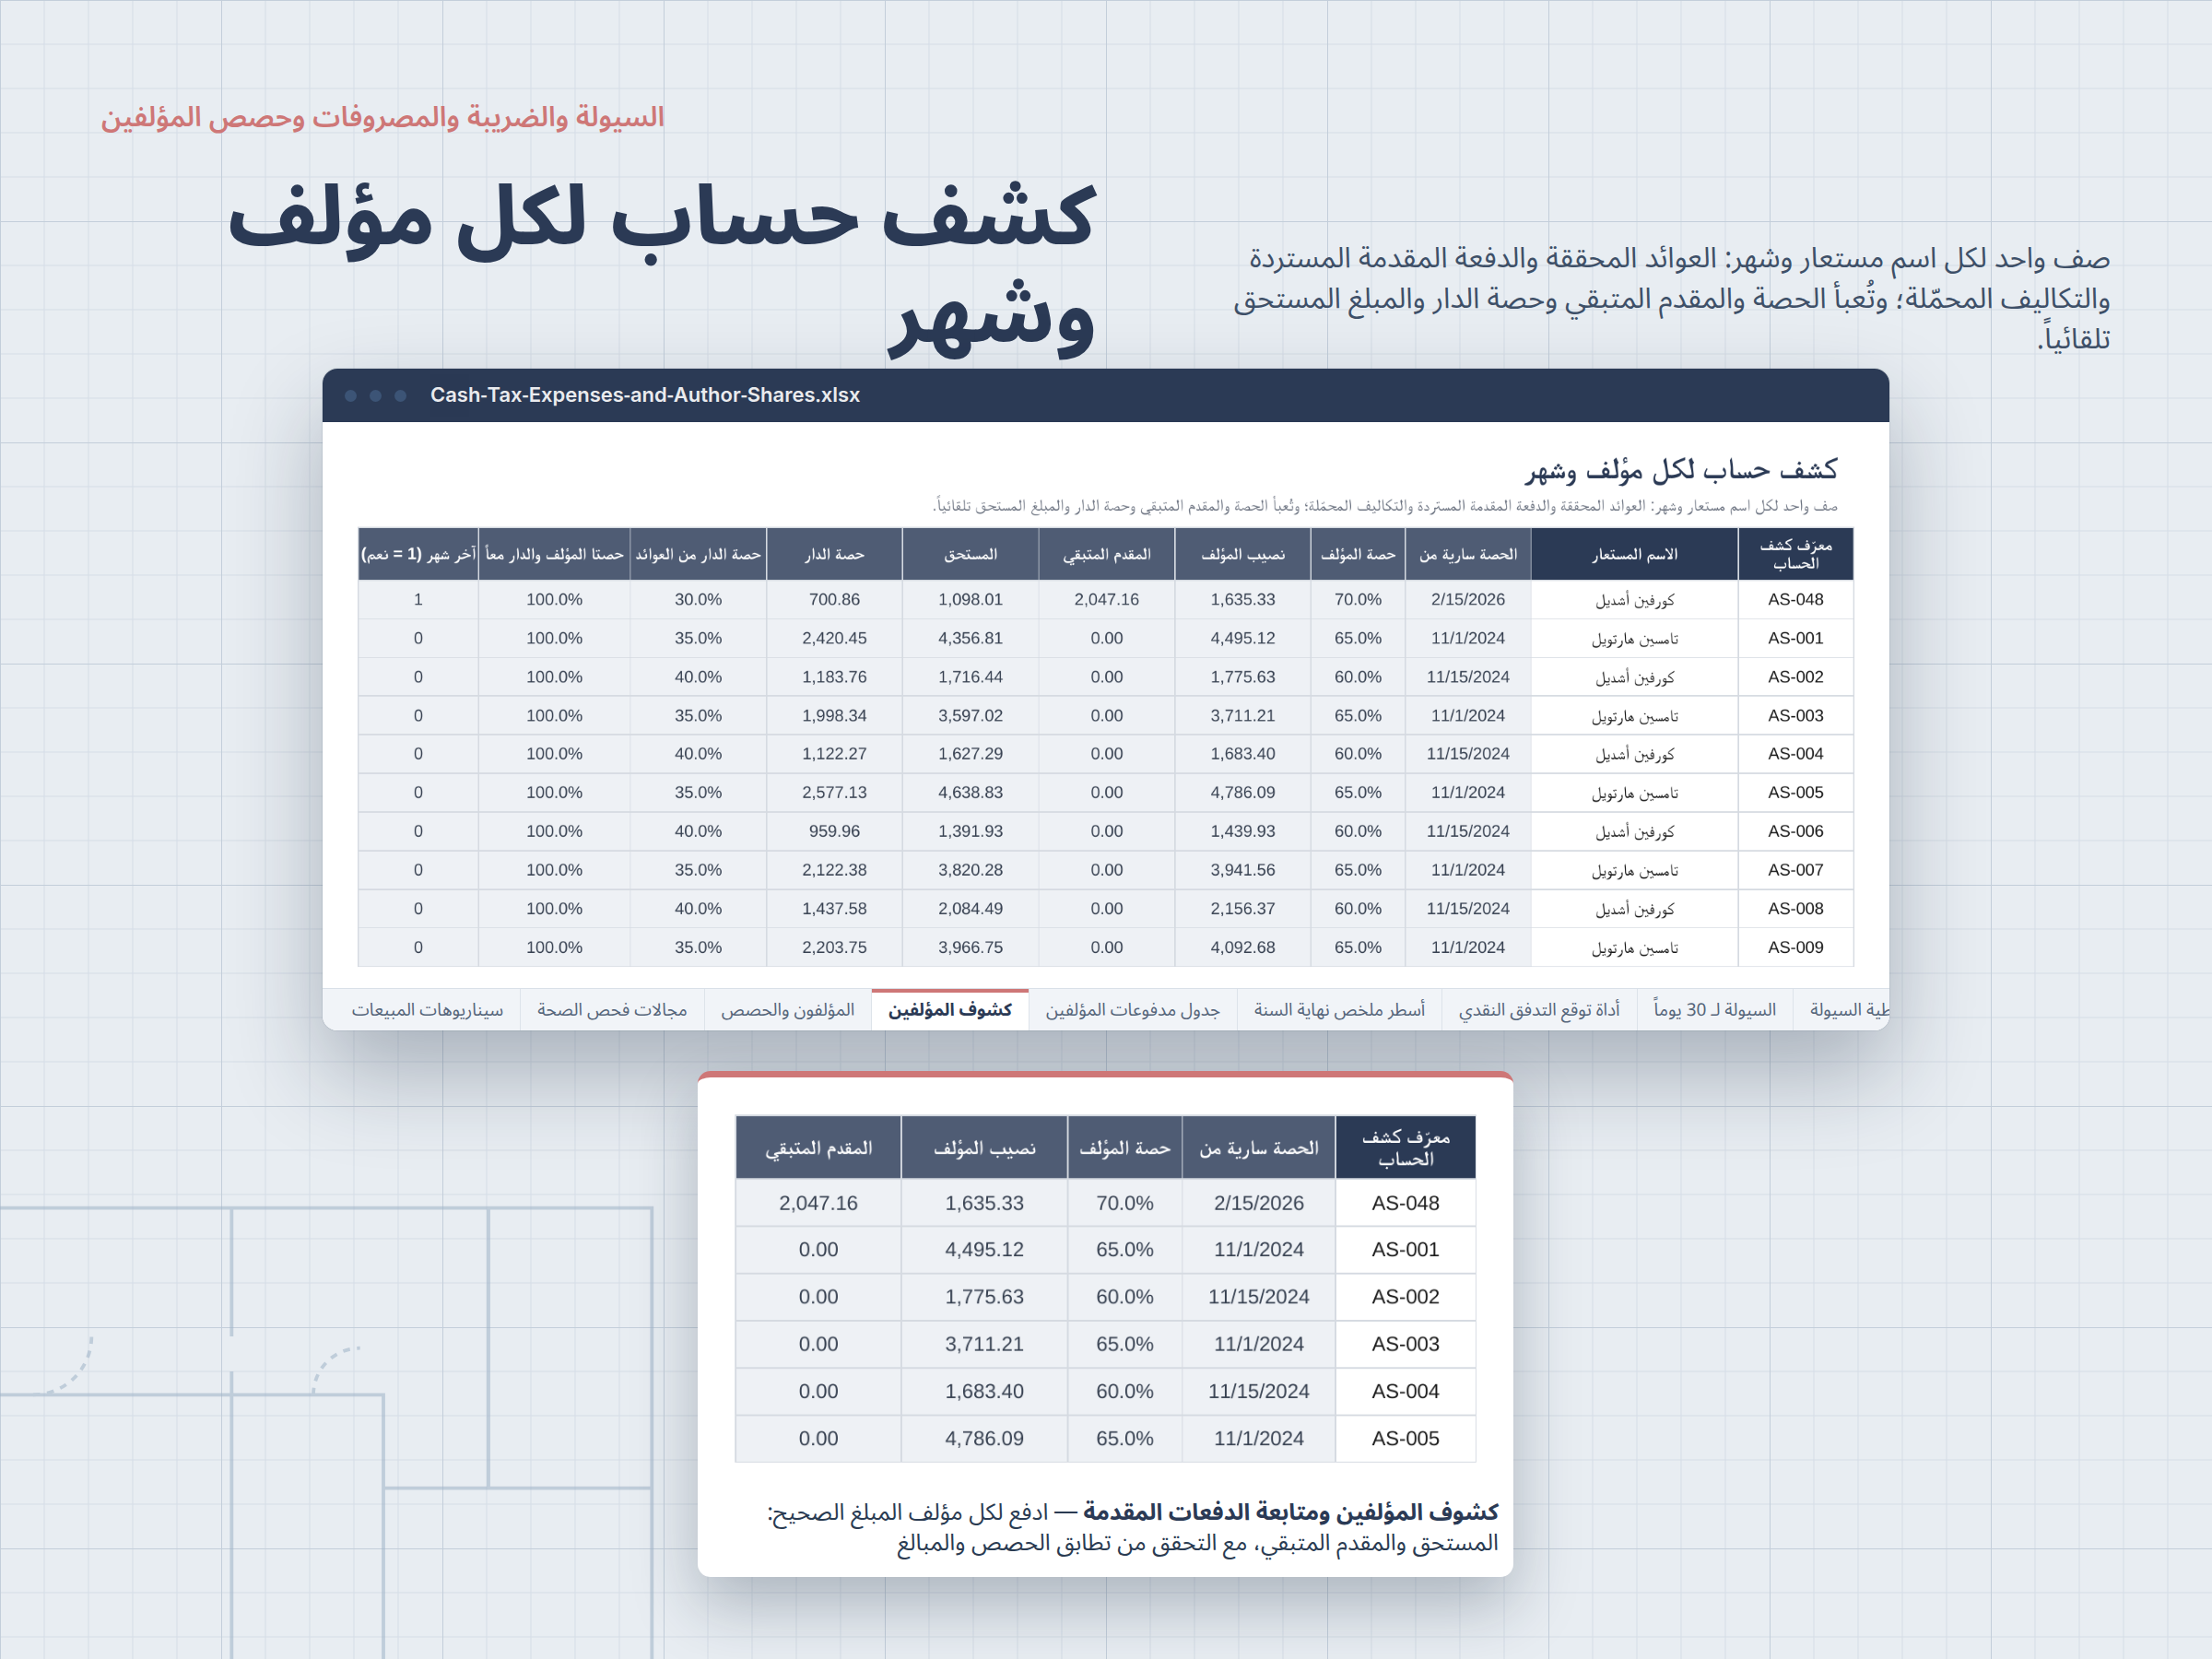 السيولة والضريبة والمصروفات وحصص المؤلفين
كشف حساب لكل مؤلف
وشهر
صف واحد لكل اسم مستعار وشهر: العوائد المحققة والدفعة المقدمة المستردة
والتكاليف المحمّلة؛ وتُعبأ الحصة والمقدم المتبقي وحصة الدار والمبلغ المستحق
تلقائياً.
Cash-Tax-Expenses-and-Author-Shares.xlsx
كشف حساب لكل مؤلف وشهر
صف واحد لكل اسم مستعار وشهر: العوائد المحققة والدفعة المقدمة المستردة والتكاليف المحمّلة؛ وتُعبأ الحصة والمقدم المتبقي وحصة الدار والمبلغ المستحق تلقائياً.
معرّف كشف الحساب | الاسم المستعار | الحصة سارية من | حصة المؤلف | نصيب المؤلف | المقدم المتبقي | المستحق | حصة الدار | حصة الدار من العوائد | حصتا المؤلف والدار معاً | آخر شهر (1 = نعم)
AS-048 | كورفين أشديل | 2/15/2026 | 70.0% | 1,635.33 | 2,047.16 | 1,098.01 | 700.86 | 30.0% | 100.0% | 1
AS-001 | تامسين هارتويل | 11/1/2024 | 65.0% | 4,495.12 | 0.00 | 4,356.81 | 2,420.45 | 35.0% | 100.0% | 0
AS-002 | كورفين أشديل | 11/15/2024 | 60.0% | 1,775.63 | 0.00 | 1,716.44 | 1,183.76 | 40.0% | 100.0% | 0
AS-003 | تامسين هارتويل | 11/1/2024 | 65.0% | 3,711.21 | 0.00 | 3,597.02 | 1,998.34 | 35.0% | 100.0% | 0
AS-004 | كورفين أشديل | 11/15/2024 | 60.0% | 1,683.40 | 0.00 | 1,627.29 | 1,122.27 | 40.0% | 100.0% | 0
AS-005 | تامسين هارتويل | 11/1/2024 | 65.0% | 4,786.09 | 0.00 | 4,638.83 | 2,577.13 | 35.0% | 100.0% | 0
AS-006 | كورفين أشديل | 11/15/2024 | 60.0% | 1,439.93 | 0.00 | 1,391.93 | 959.96 | 40.0% | 100.0% | 0
AS-007 | تامسين هارتويل | 11/1/2024 | 65.0% | 3,941.56 | 0.00 | 3,820.28 | 2,122.38 | 35.0% | 100.0% | 0
AS-008 | كورفين أشديل | 11/15/2024 | 60.0% | 2,156.37 | 0.00 | 2,084.49 | 1,437.58 | 40.0% | 100.0% | 0
AS-009 | تامسين هارتويل | 11/1/2024 | 65.0% | 4,092.68 | 0.00 | 3,966.75 | 2,203.75 | 35.0% | 100.0% | 0
السيولة | السيولة لـ 30 يوماً | أداة توقع التدفق النقدي | أسطر ملخص نهاية السنة | جدول مدفوعات المؤلفين | كشوف المؤلفين | المؤلفون والحصص | مجالات فحص الصحة | سيناريوهات المبيعات
معرّف كشف الحساب | الحصة سارية من | حصة المؤلف | نصيب المؤلف | المقدم المتبقي
AS-048 | 2/15/2026 | 70.0% | 1,635.33 | 2,047.16
AS-001 | 11/1/2024 | 65.0% | 4,495.12 | 0.00
AS-002 | 11/15/2024 | 60.0% | 1,775.63 | 0.00
AS-003 | 11/1/2024 | 65.0% | 3,711.21 | 0.00
AS-004 | 11/15/2024 | 60.0% | 1,683.40 | 0.00
AS-005 | 11/1/2024 | 65.0% | 4,786.09 | 0.00
كشوف المؤلفين ومتابعة الدفعات المقدمة — ادفع لكل مؤلف المبلغ الصحيح:
المستحق والمقدم المتبقي، مع التحقق من تطابق الحصص والمبالغ